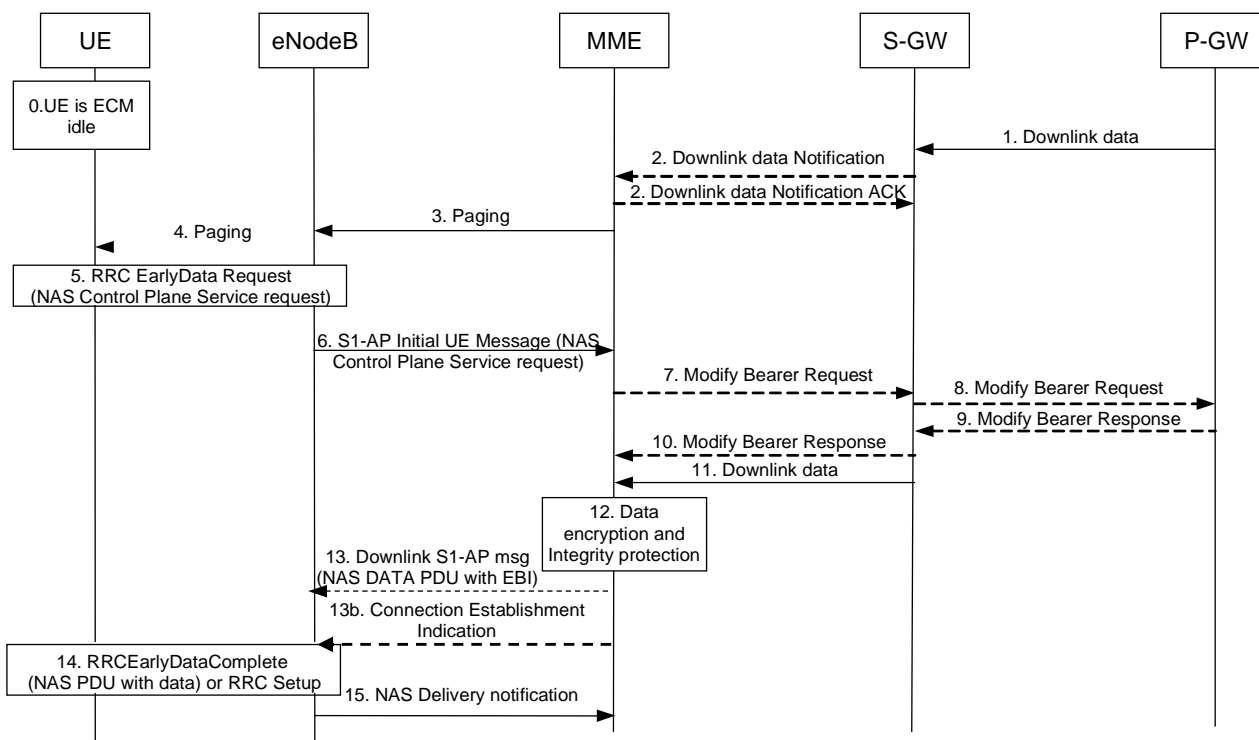 UE
eNodeB
MME
S-GW
P-GW
0.UE is ECM
idle
1. Downlink data
2. Downlink data Notification
2. Downlink data Notification ACK
3. Paging
4. Paging
5. RRC EarlyData Request
(NAS Control Plane Service request)
6. S1-AP Initial UE Message (NAS
Control Plane Service request)
7. Modify Bearer Request
8. Modify Bearer Request
9. Modify Bearer Response
10. Modify Bearer Response
11. Downlink data
12. Data
encryption and
Integrity protection
13. Downlink S1-AP msg
(NAS DATA PDU with EBI)
13b. Connection Establishment
Indication
14. RRCEarlyDataComplete
(NAS PDU with data) or RRC Setup
15. NAS Delivery notification